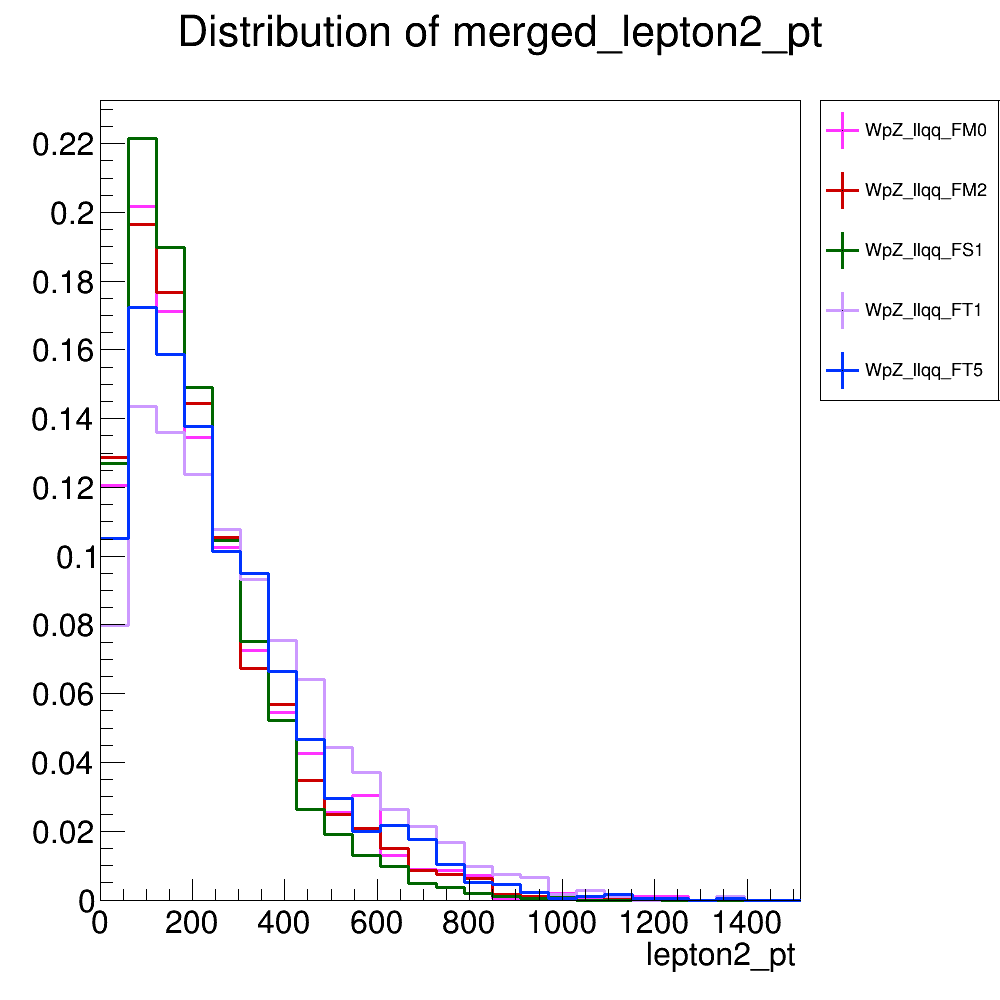 Distribution of merged_lepton2_pt
0.22
0.2
0.18
0.16
0.14
0.12
0.1
0.08
0.06
0.04
0.02
0
0 200 400 600 800 1000 1200 1400
lepton2_pt
WpZ_llqq_FM0
WpZ_llqq_FM2
WpZ_llqq_FS1
WpZ_llqq_FT1
WpZ_llqq_FT5